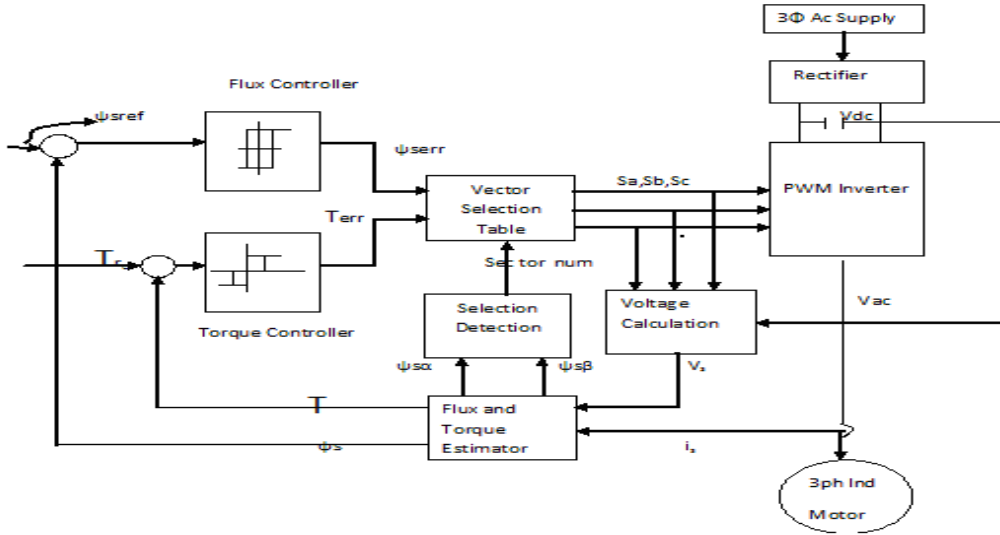 3Φ Ac Supply
Rectifier
Vdc
Flux Controller
ψsref
ψserr
Sa,Sb,Sc
PWM Inverter
Vector
Selection
Table
Terr
Tr
Sector num
Torque Controller
Selection
Detection
Voltage
Calculation
Vac
ψsα
ψsβ
Vs
T
Flux and
Torque
Estimator
ψs
is
3ph Ind
Motor